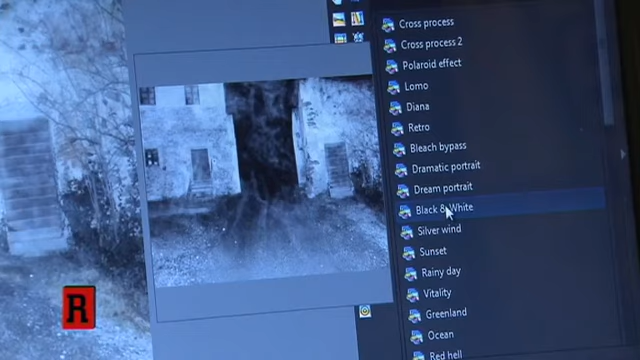 Cross process
Cross process 2
Polaroid effect
Lomo
Diana
Retro
Bleach bypass
Dramatic portrait
Dream portrait
Black & White
Silver wind
Sunset
Rainy day
Vitality
Greenland
Ocean
Red hell
R